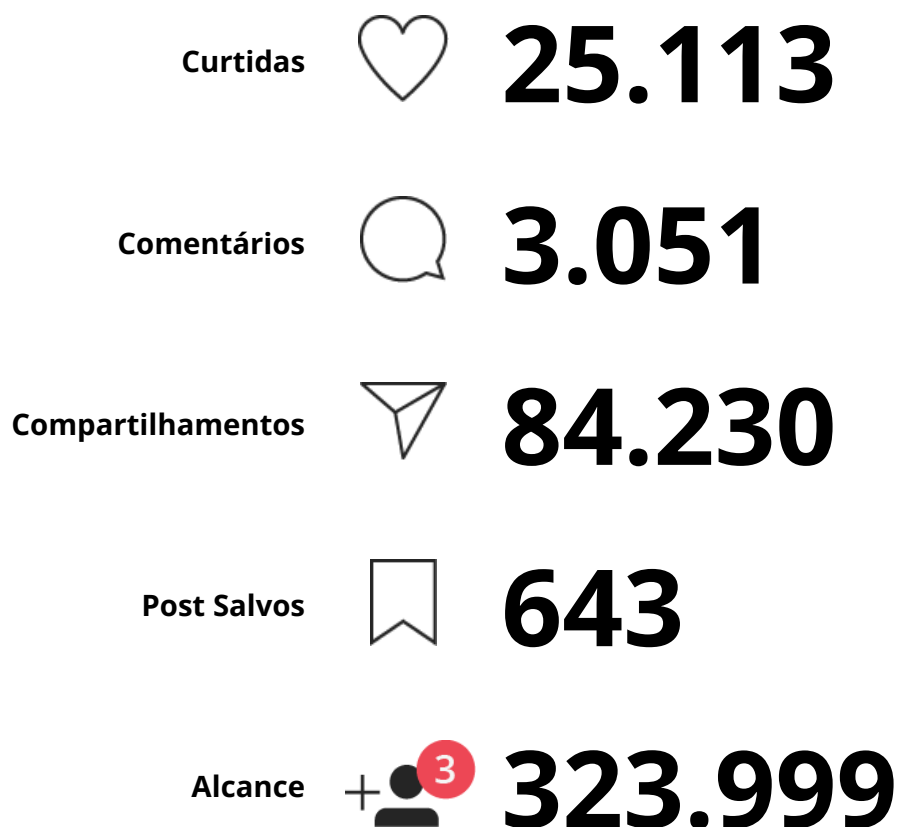 Curtidas 25.113
Comentários 3.051
Compartilhamentos 84.230
Post Salvos 643
Alcance 3 323.999